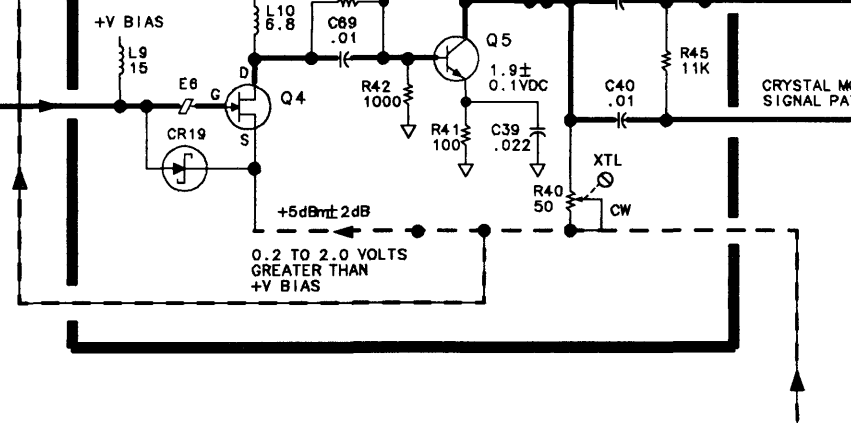 +V BIAS
L9
15
L10
6.8
C69
.01
E6
D
G
Q4
S
CR19
R42
1000
Q5
1.9±
0.1VDC
R41
100
C39
.022
C40
.01
R45
11K
CRYSTAL
SIGNAL
XTL
R40
50
CW
+5dBm±2dB
0.2 TO 2.0 VOLTS
GREATER THAN
+V BIAS